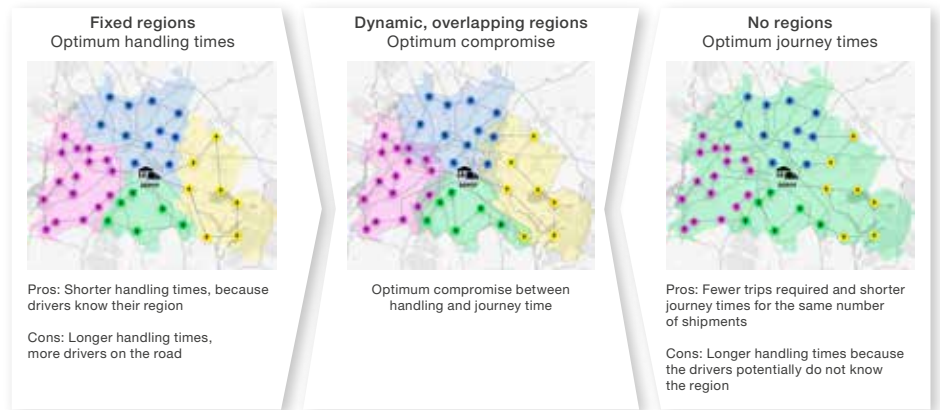 Fixed regions
Optimum handling times
Pros: Shorter handling times, because
drivers know their region
Cons: Longer handling times,
more drivers on the road
Dynamic, overlapping regions
Optimum compromise
Optimum compromise between
handling and journey time
No regions
Optimum journey times
Pros: Fewer trips required and shorter
journey times for the same number
of shipments
Cons: Longer handling times because
the drivers potentially do not know
the region